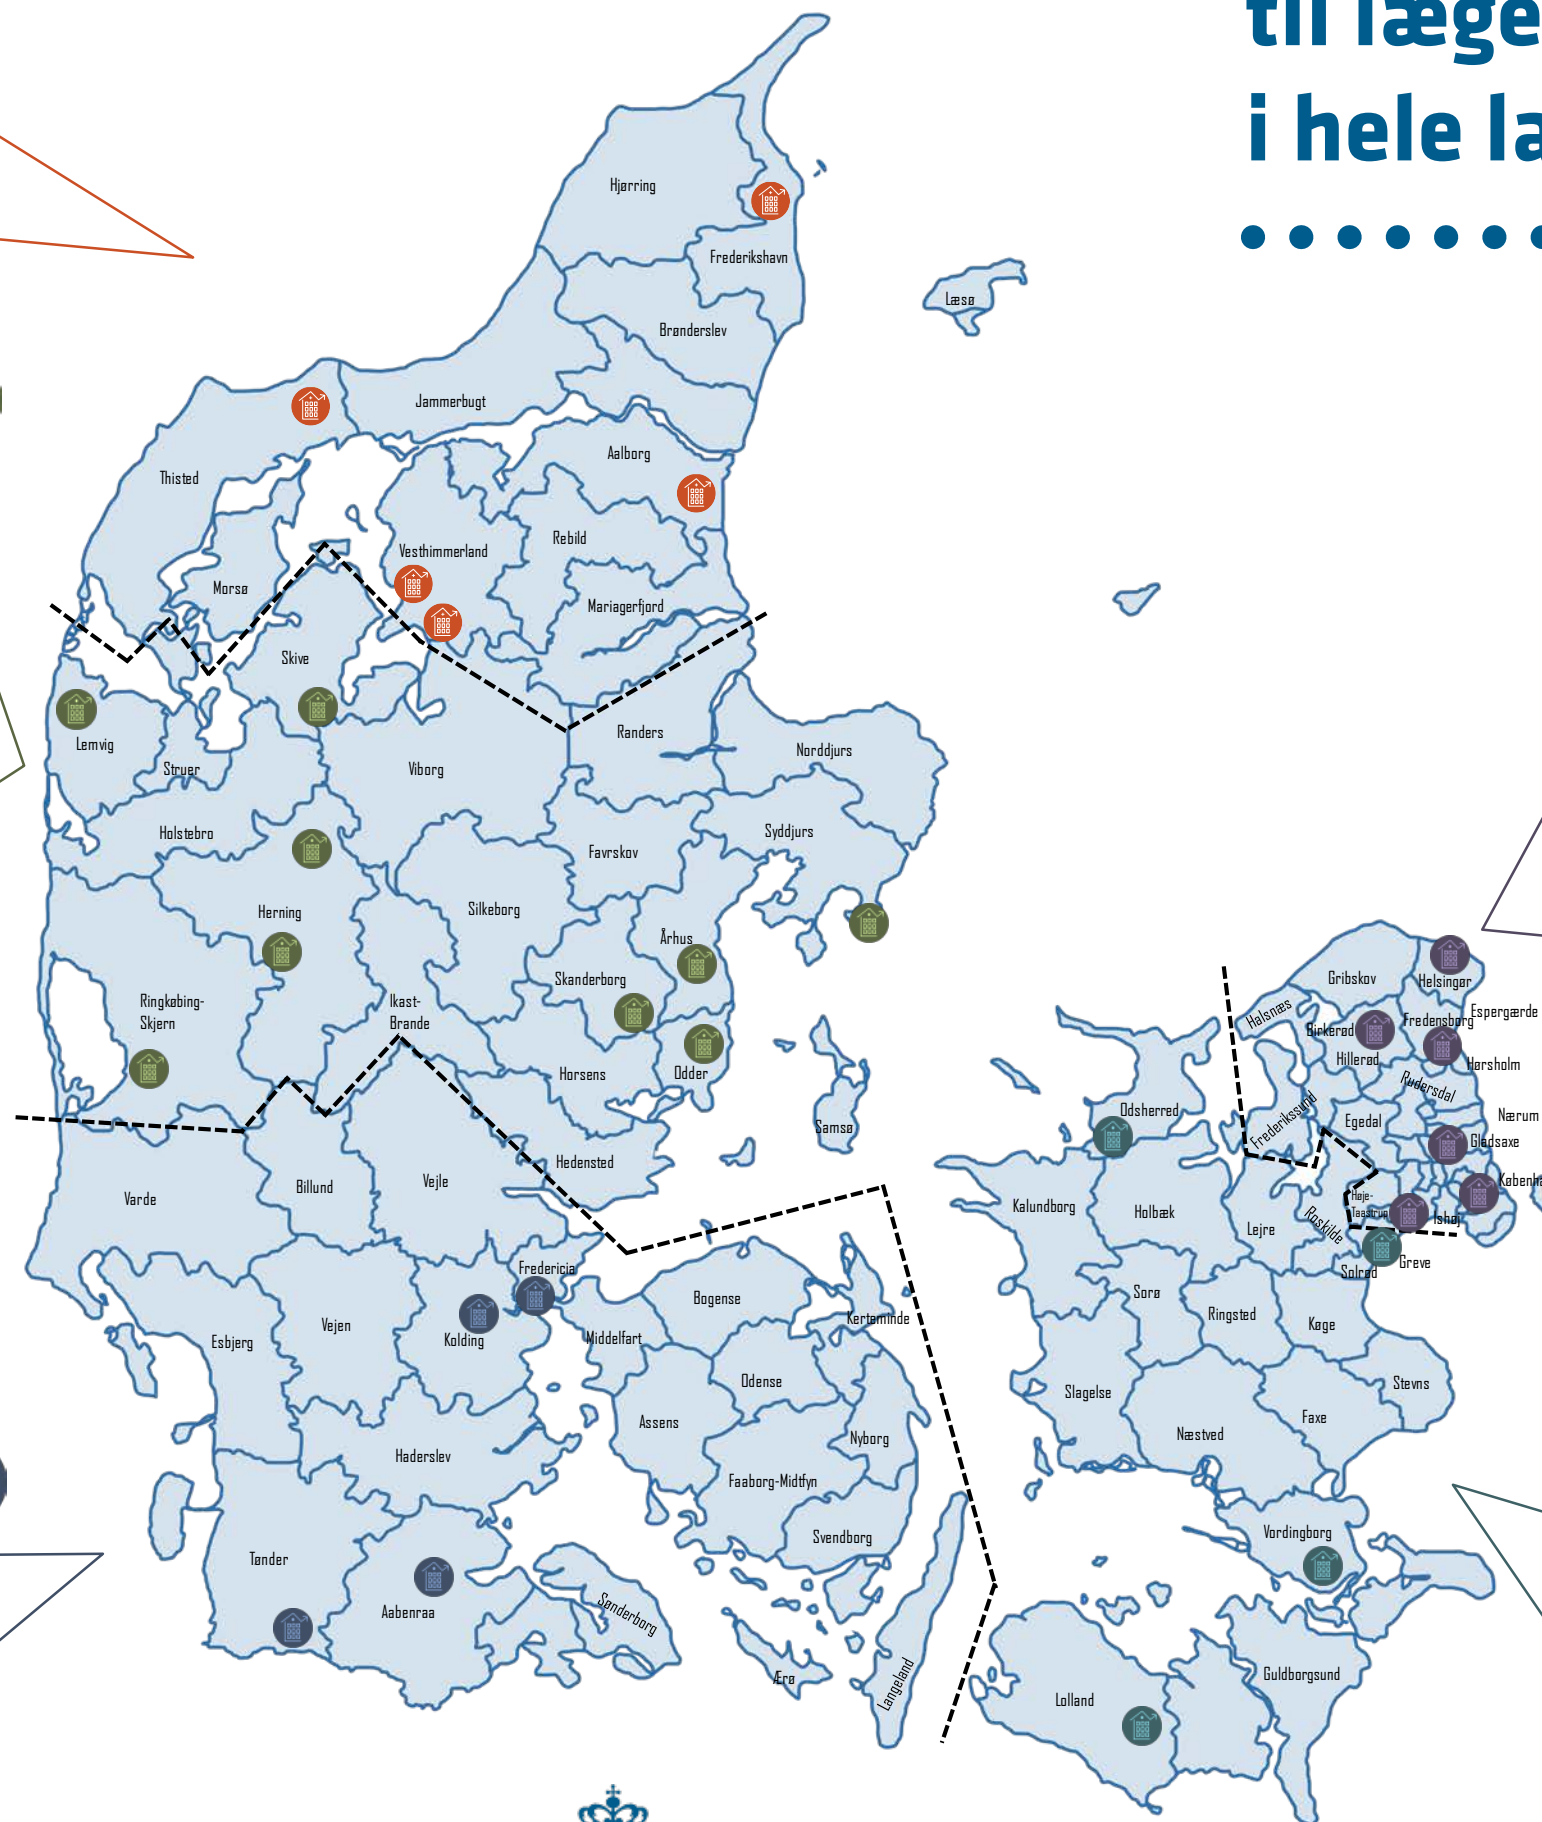 til læge
i hele la
Hjørring
Frederikshavn
Læsø
Brønderslev
Jammerbugt
Aalborg
Thisted
Rebild
Vesthimmerland
Morsø
Mariagerfjord
Skive
Randers
Lemvig
Norddjurs
Struer
Viborg
Holstebro
Syddjurs
Favrskov
Herning
Silkeborg
Århus
Skanderborg
Gribskov
Helsingør
Ringkøbing-
Skjern
Ikast-
Brande
Halsnæs
Espergærde
Birkerød
Fredensborg
Hillerød
Hørsholm
Horsens
Odder
Rudersdal
Odsherred
Frederikssund
Egedal
Nærum
Samsø
Gladsaxe
Hedensted
Vejle
Billund
Varde
Københa
Kalundborg
Holbæk
Høje-
Taastrup
Ishøj
Lejre
Roskilde
Greve
Solrød
Fredericia
Bogense
Sorø
Ringsted
Køge
Kerteminde
Vejen
Kolding
Middelfart
Esbjerg
Odense
Stevns
Slagelse
Assens
Faxe
Næstved
Nyborg
Haderslev
Faaborg-Midtfyn
Svendborg
Vordingborg
Tønder
Aabenraa
Sønderborg
Ærø
Langeland
Guldborgsund
Lolland